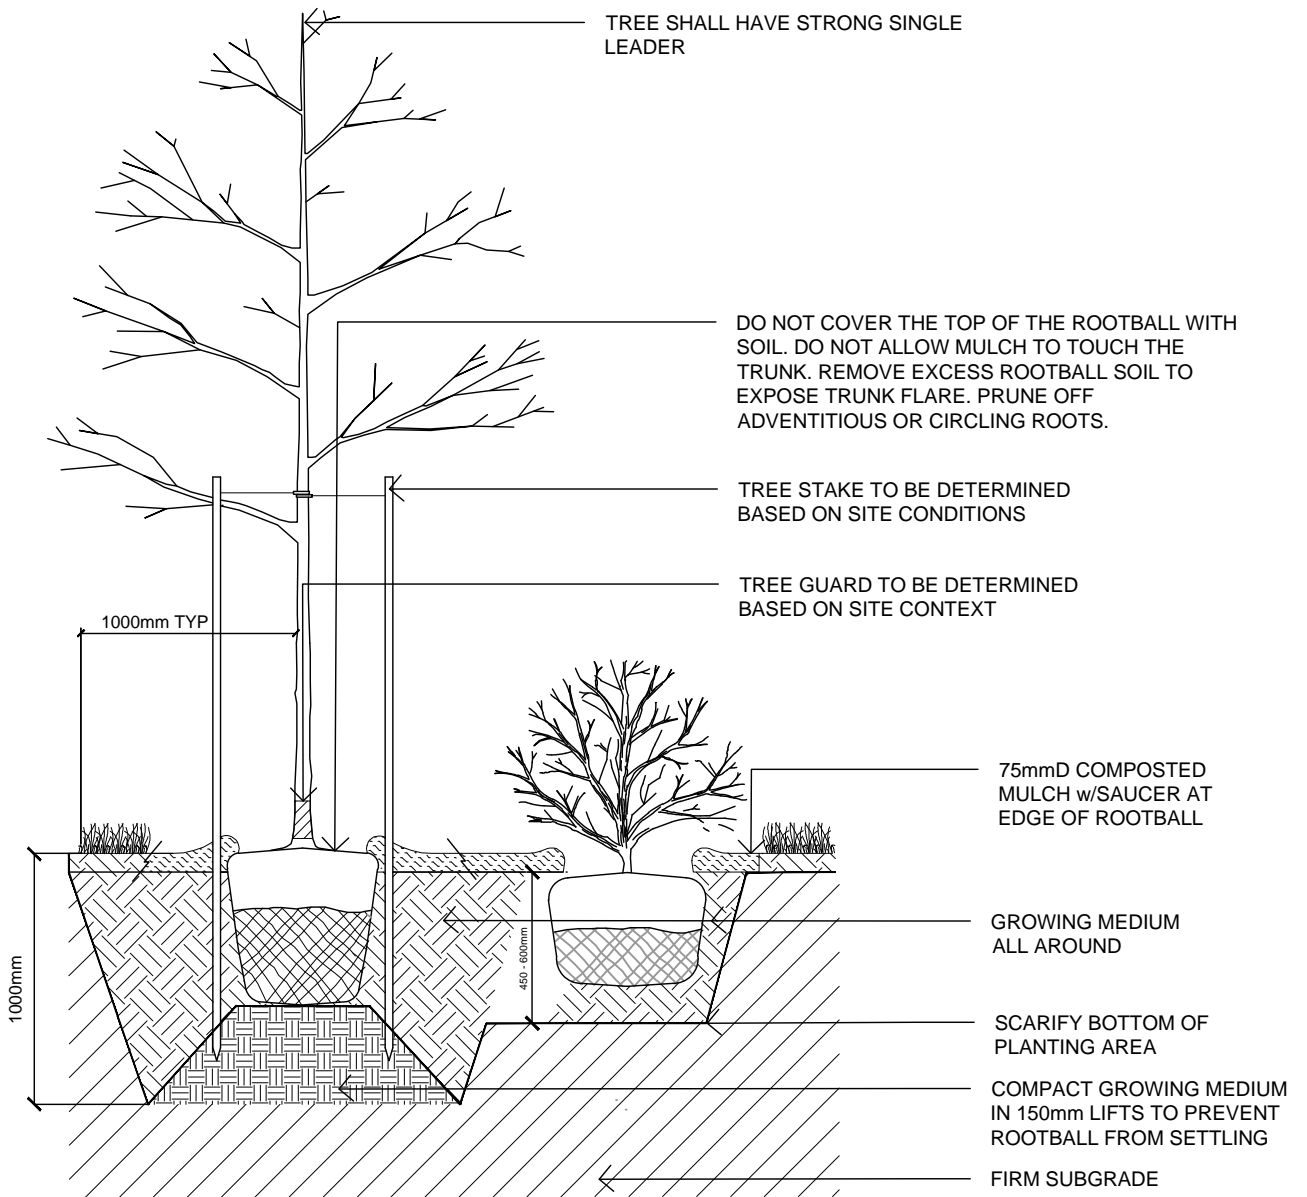 TREE SHALL HAVE STRONG SINGLE
LEADER
DO NOT COVER THE TOP OF THE ROOTBALL WITH
SOIL. DO NOT ALLOW MULCH TO TOUCH THE
TRUNK. REMOVE EXCESS ROOTBALL SOIL TO
EXPOSE TRUNK FLARE. PRUNE OFF
ADVENTITIOUS OR CIRCLING ROOTS.
TREE STAKE TO BE DETERMINED
BASED ON SITE CONDITIONS
TREE GUARD TO BE DETERMINED
BASED ON SITE CONTEXT
1000mm TYP
75mmD COMPOSTED
MULCH w/SAUCER AT
EDGE OF ROOTBALL
GROWING MEDIUM
ALL AROUND
450 - 600mm
1000mm
SCARIFY BOTTOM OF
PLANTING AREA
COMPACT GROWING MEDIUM
IN 150mm LIFTS TO PREVENT
ROOTBALL FROM SETTLING
FIRM SUBGRADE